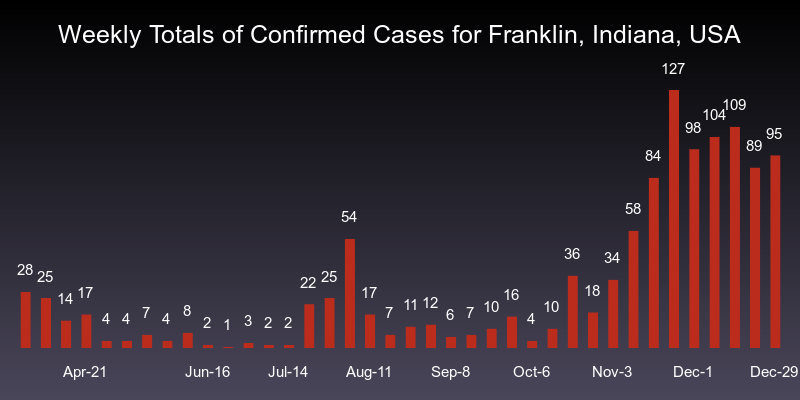 Weekly Totals of Confirmed Cases for Franklin, Indiana, USA
28 25 14 17 4 4 7 4 8 2 1 3 2 2 22 25 54 17 7 11 12 6 7 10 16 4 10 36 18 34 58 84 127 98 104 109 89 95
Apr-21 Jun-16 Jul-14 Aug-11 Sep-8 Oct-6 Nov-3 Dec-1 Dec-29